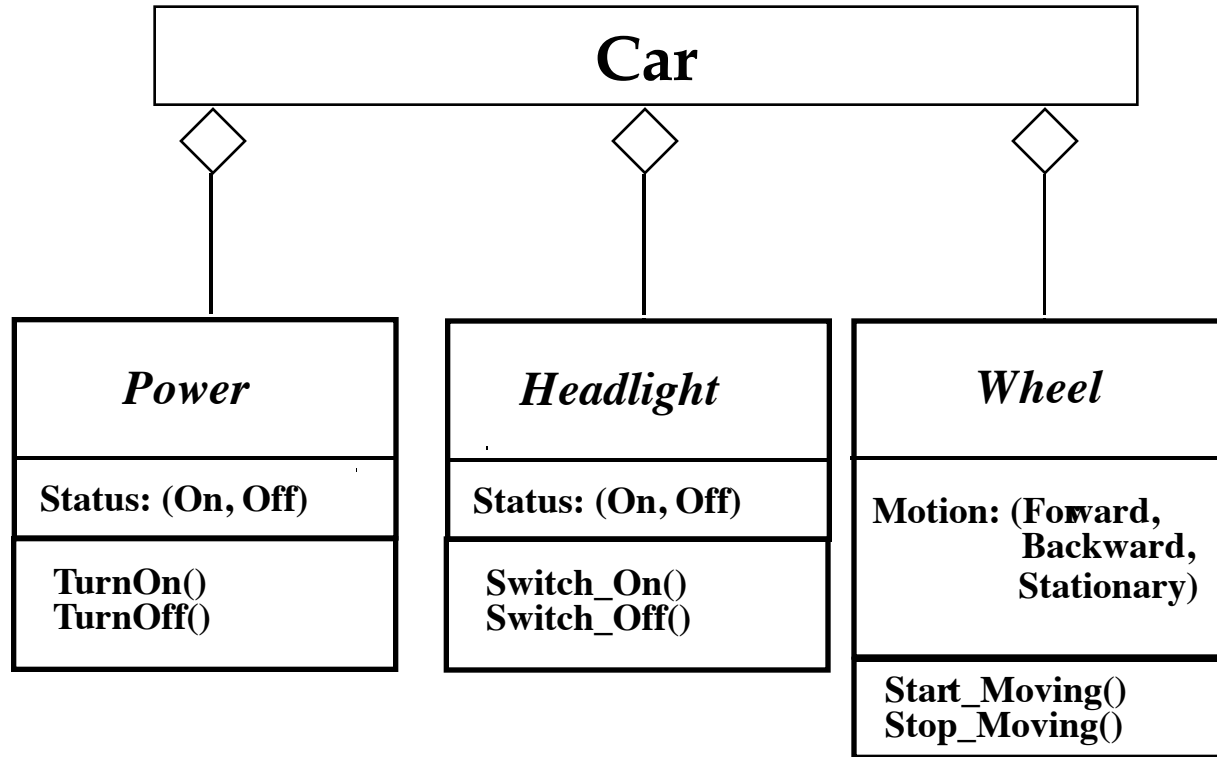 Car
Power
Status: (On, Off)
TurnOn()
TurnOff()
Headlight
Status: (On, Off)
Switch_On()
Switch_Off()
Wheel
Motion: (Forward,
Backward,
Stationary)
Start_Moving()
Stop_Moving()